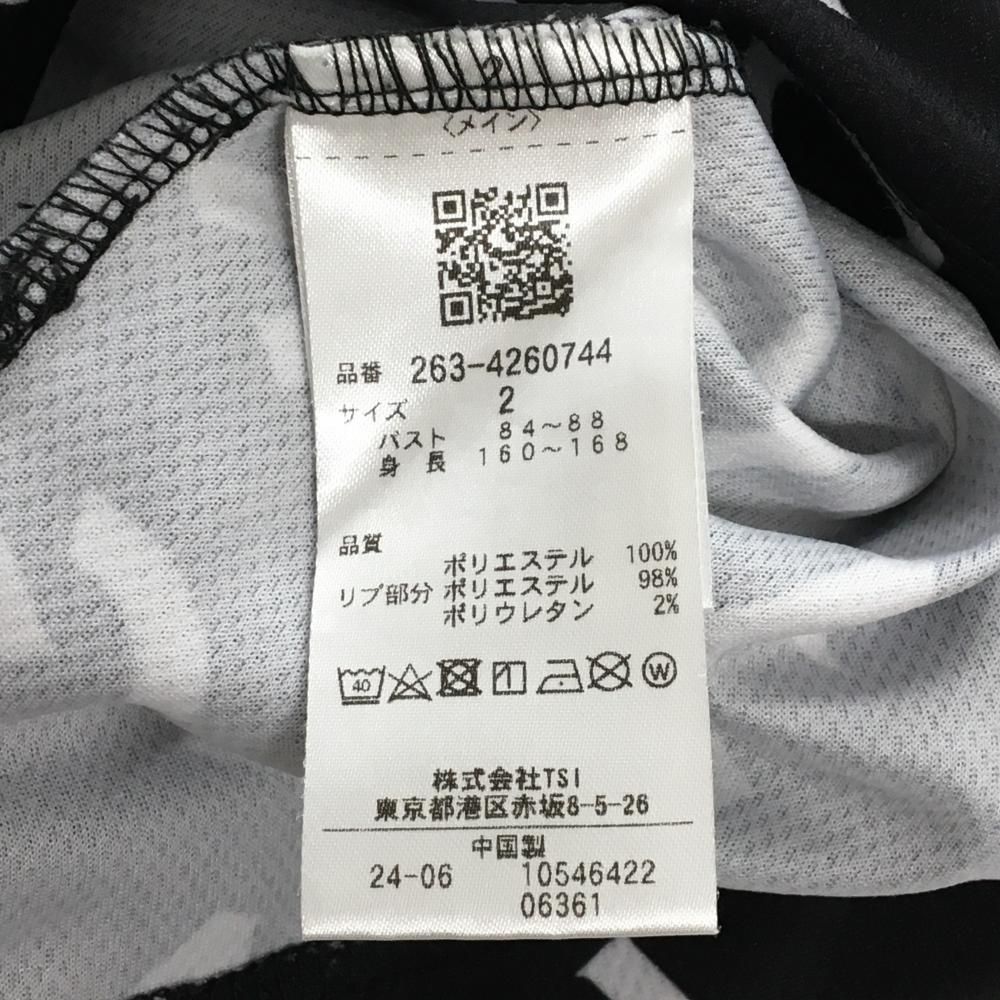 2
〈メイン〉
品番 263-4260744
サイズ 2
バスト 84～88
身長 160～168
品質
ポリエステル 100%
リブ部分 ポリエステル 98%
ポリウレタン 2%
40 W
株式会社TSI
東京都港区赤坂8-5-26
中国製
24-06 10546422
06361